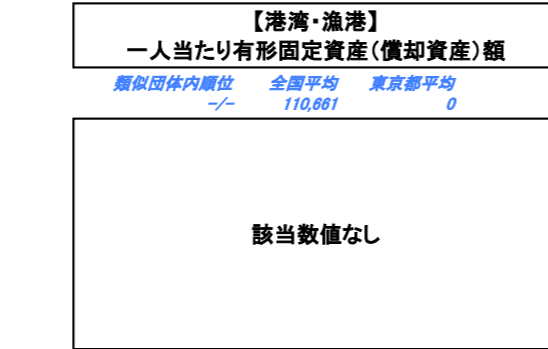 【港湾・漁港】
一人当たり有形固定資産（償却資産）額
類似団体内順位 全国平均 東京都平均
-/- 110,661 0
該当数値なし